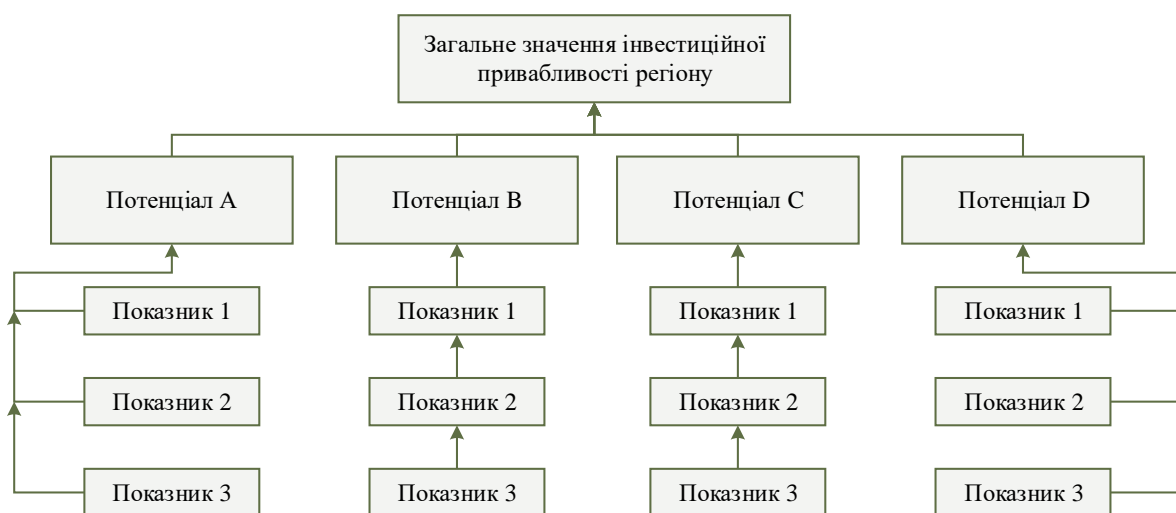 Загальне значення інвестиційної
привабливості регіону
Потенціал A
Потенціал B
Потенціал C
Потенціал D
Показник 1
Показник 1
Показник 1
Показник 1
Показник 2
Показник 2
Показник 2
Показник 2
Показник 3
Показник 3
Показник 3
Показник 3